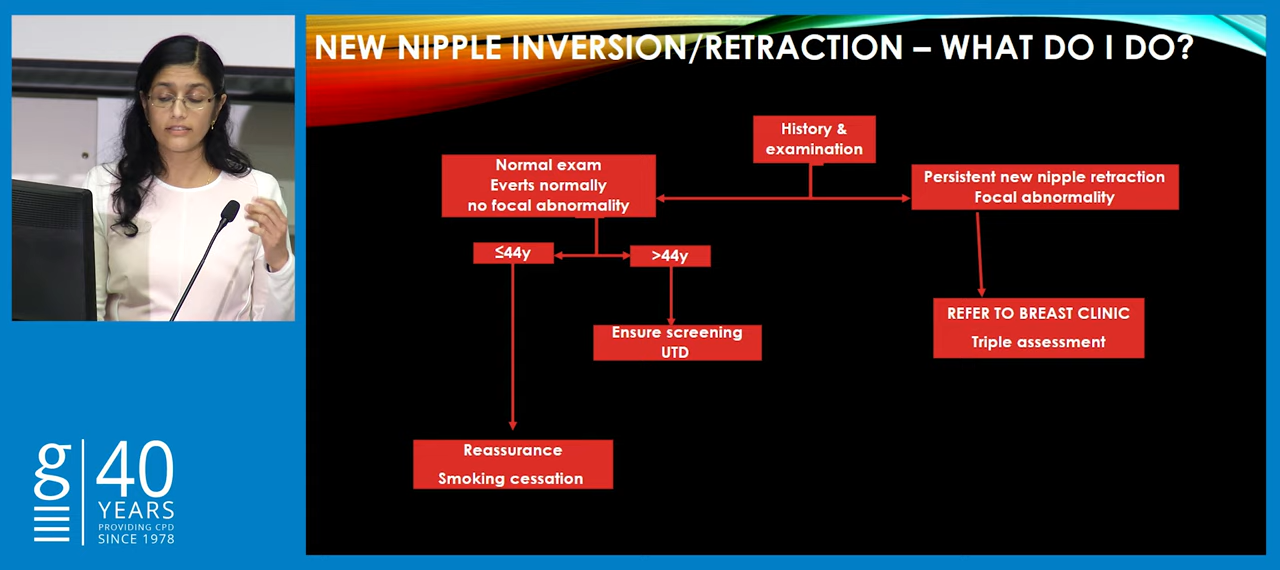 NEW NIPPLE INVERSION/RETRACTION – WHAT DO I DO?
History &
examination
Normal exam
Everts normally
no focal abnormality
Persistent new nipple retraction
Focal abnormality
≤44y
>44y
REFER TO BREAST CLINIC
Triple assessment
Ensure screening
UTD
Reassurance
Smoking cessation
g
40
YEARS
PROVIDING CPD
SINCE 1978